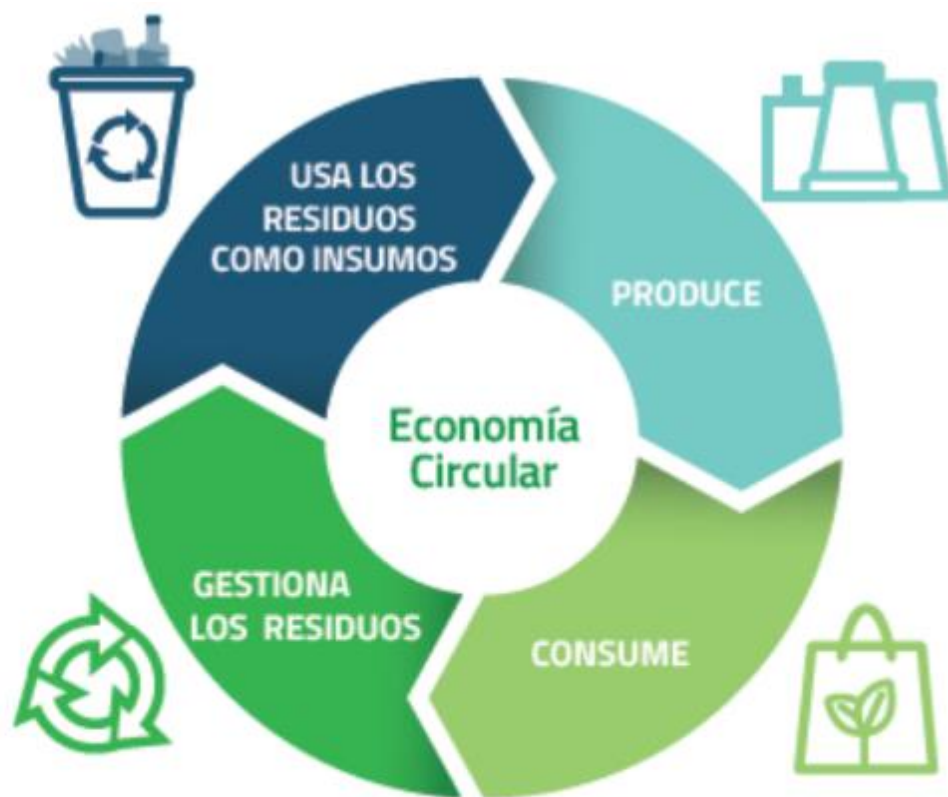 USA LOS
RESIDUOS
COMO INSUMOS
PRODUCE
Economía
Circular
GESTIONA
LOS RESIDUOS
CONSUME